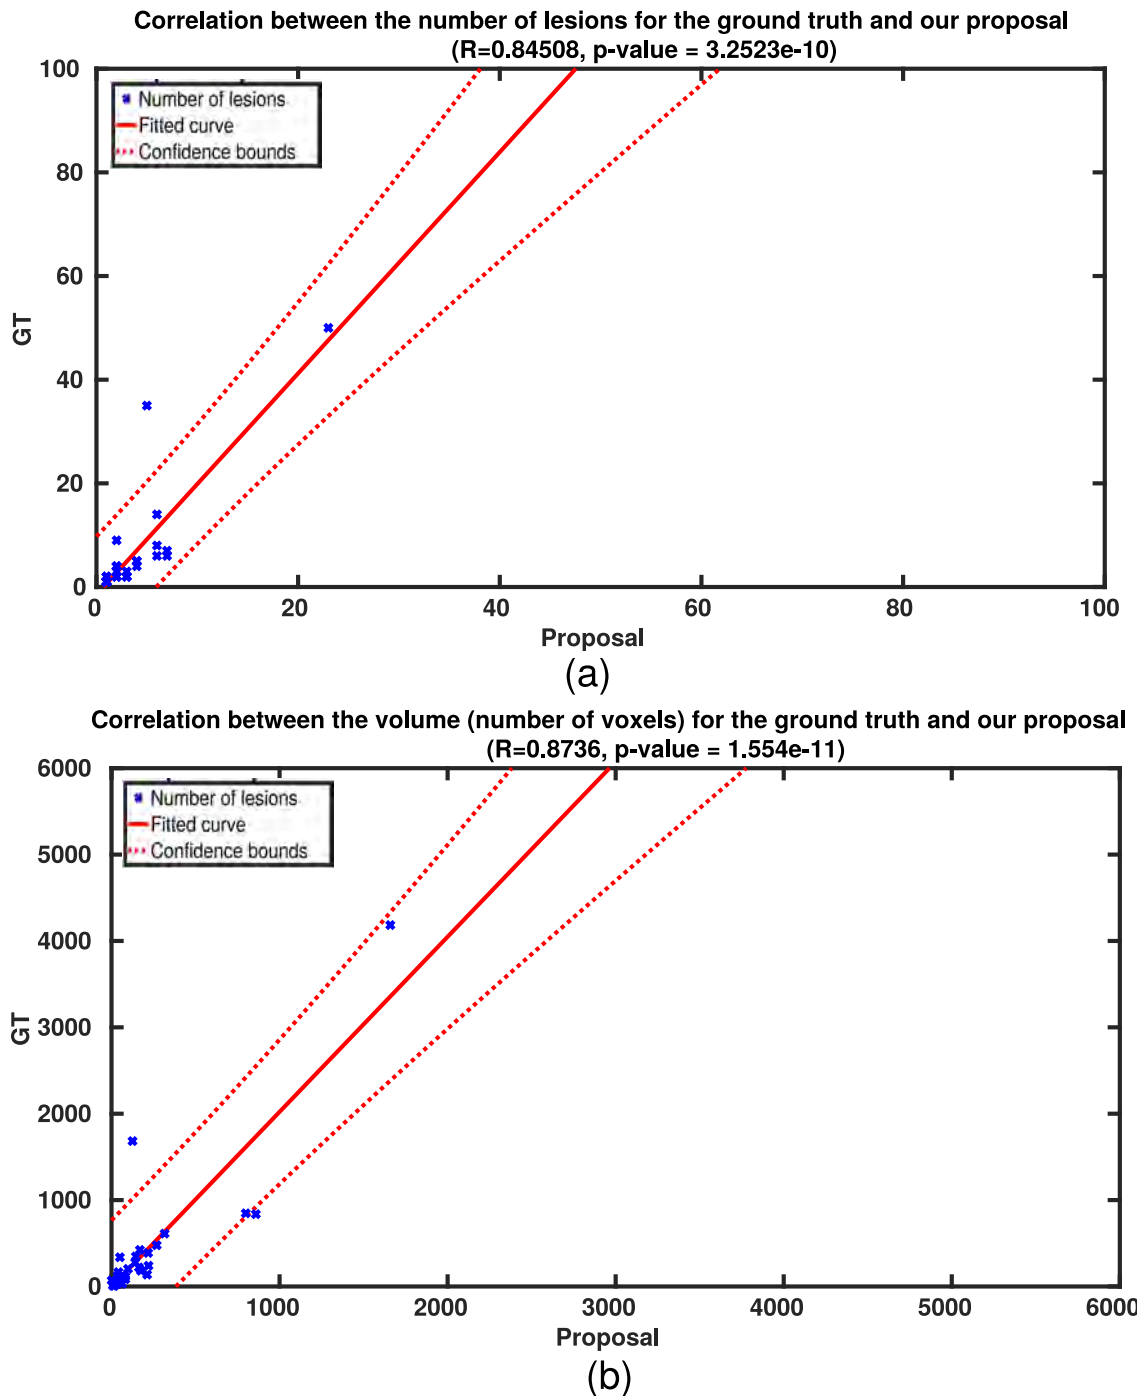 Correlation between the number of lesions for the ground truth and our proposal
(R=0.84508, p-value = 3.2523e-10)
100
80
60
40
20
0
GT
Number of lesions
Fitted curve
Confidence bounds
0 20 40 60 80 100
Proposal
(a)
Correlation between the volume (number of voxels) for the ground truth and our proposal
(R=0.8736, p-value = 1.554e-11)
6000
5000
4000
3000
2000
1000
0
GT
Number of lesions
Fitted curve
Confidence bounds
0 1000 2000 3000 4000 5000 6000
Proposal
(b)